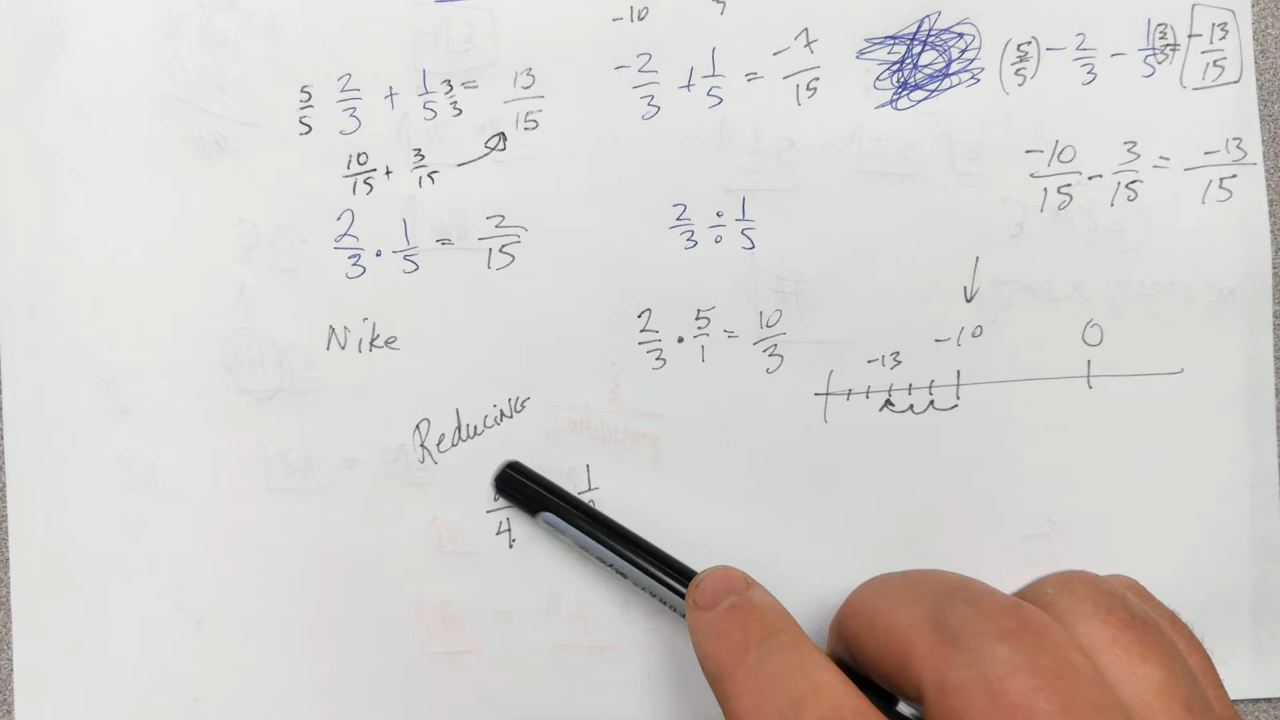 -10
5/5 2/3 + 1/5 3/3 = 13/15
10/15 + 3/15
2/3 · 1/5 = 2/15
Nike
-2/3 + 1/5 = -7/15
2/3 ÷ 1/5
2/3 · 5/1 = 10/3
(5/5) -2/3 - 1/5 (3/3) = -13/15
-10/15 - 3/15 = -13/15
-13 -10 0
Reducing
4
1